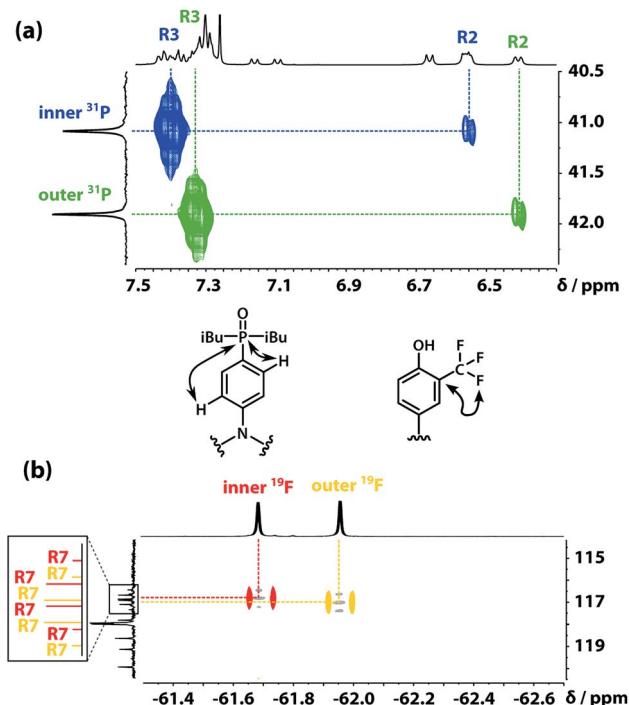 (a)
R3
R3
R2
R2
inner 31P
outer 31P
40.5
41.0
41.5
42.0
7.5 7.3 7.1 6.9 6.7 6.5 δ / ppm
O
iBu P iBu
H
H
N
OH
F
C F
F
(b)
inner 19F outer 19F
R7
R7
R7
R7
R7
R7
R7
R7
115
117
119
-61.4 -61.6 -61.8 -62.0 -62.2 -62.4 -62.6 δ / ppm